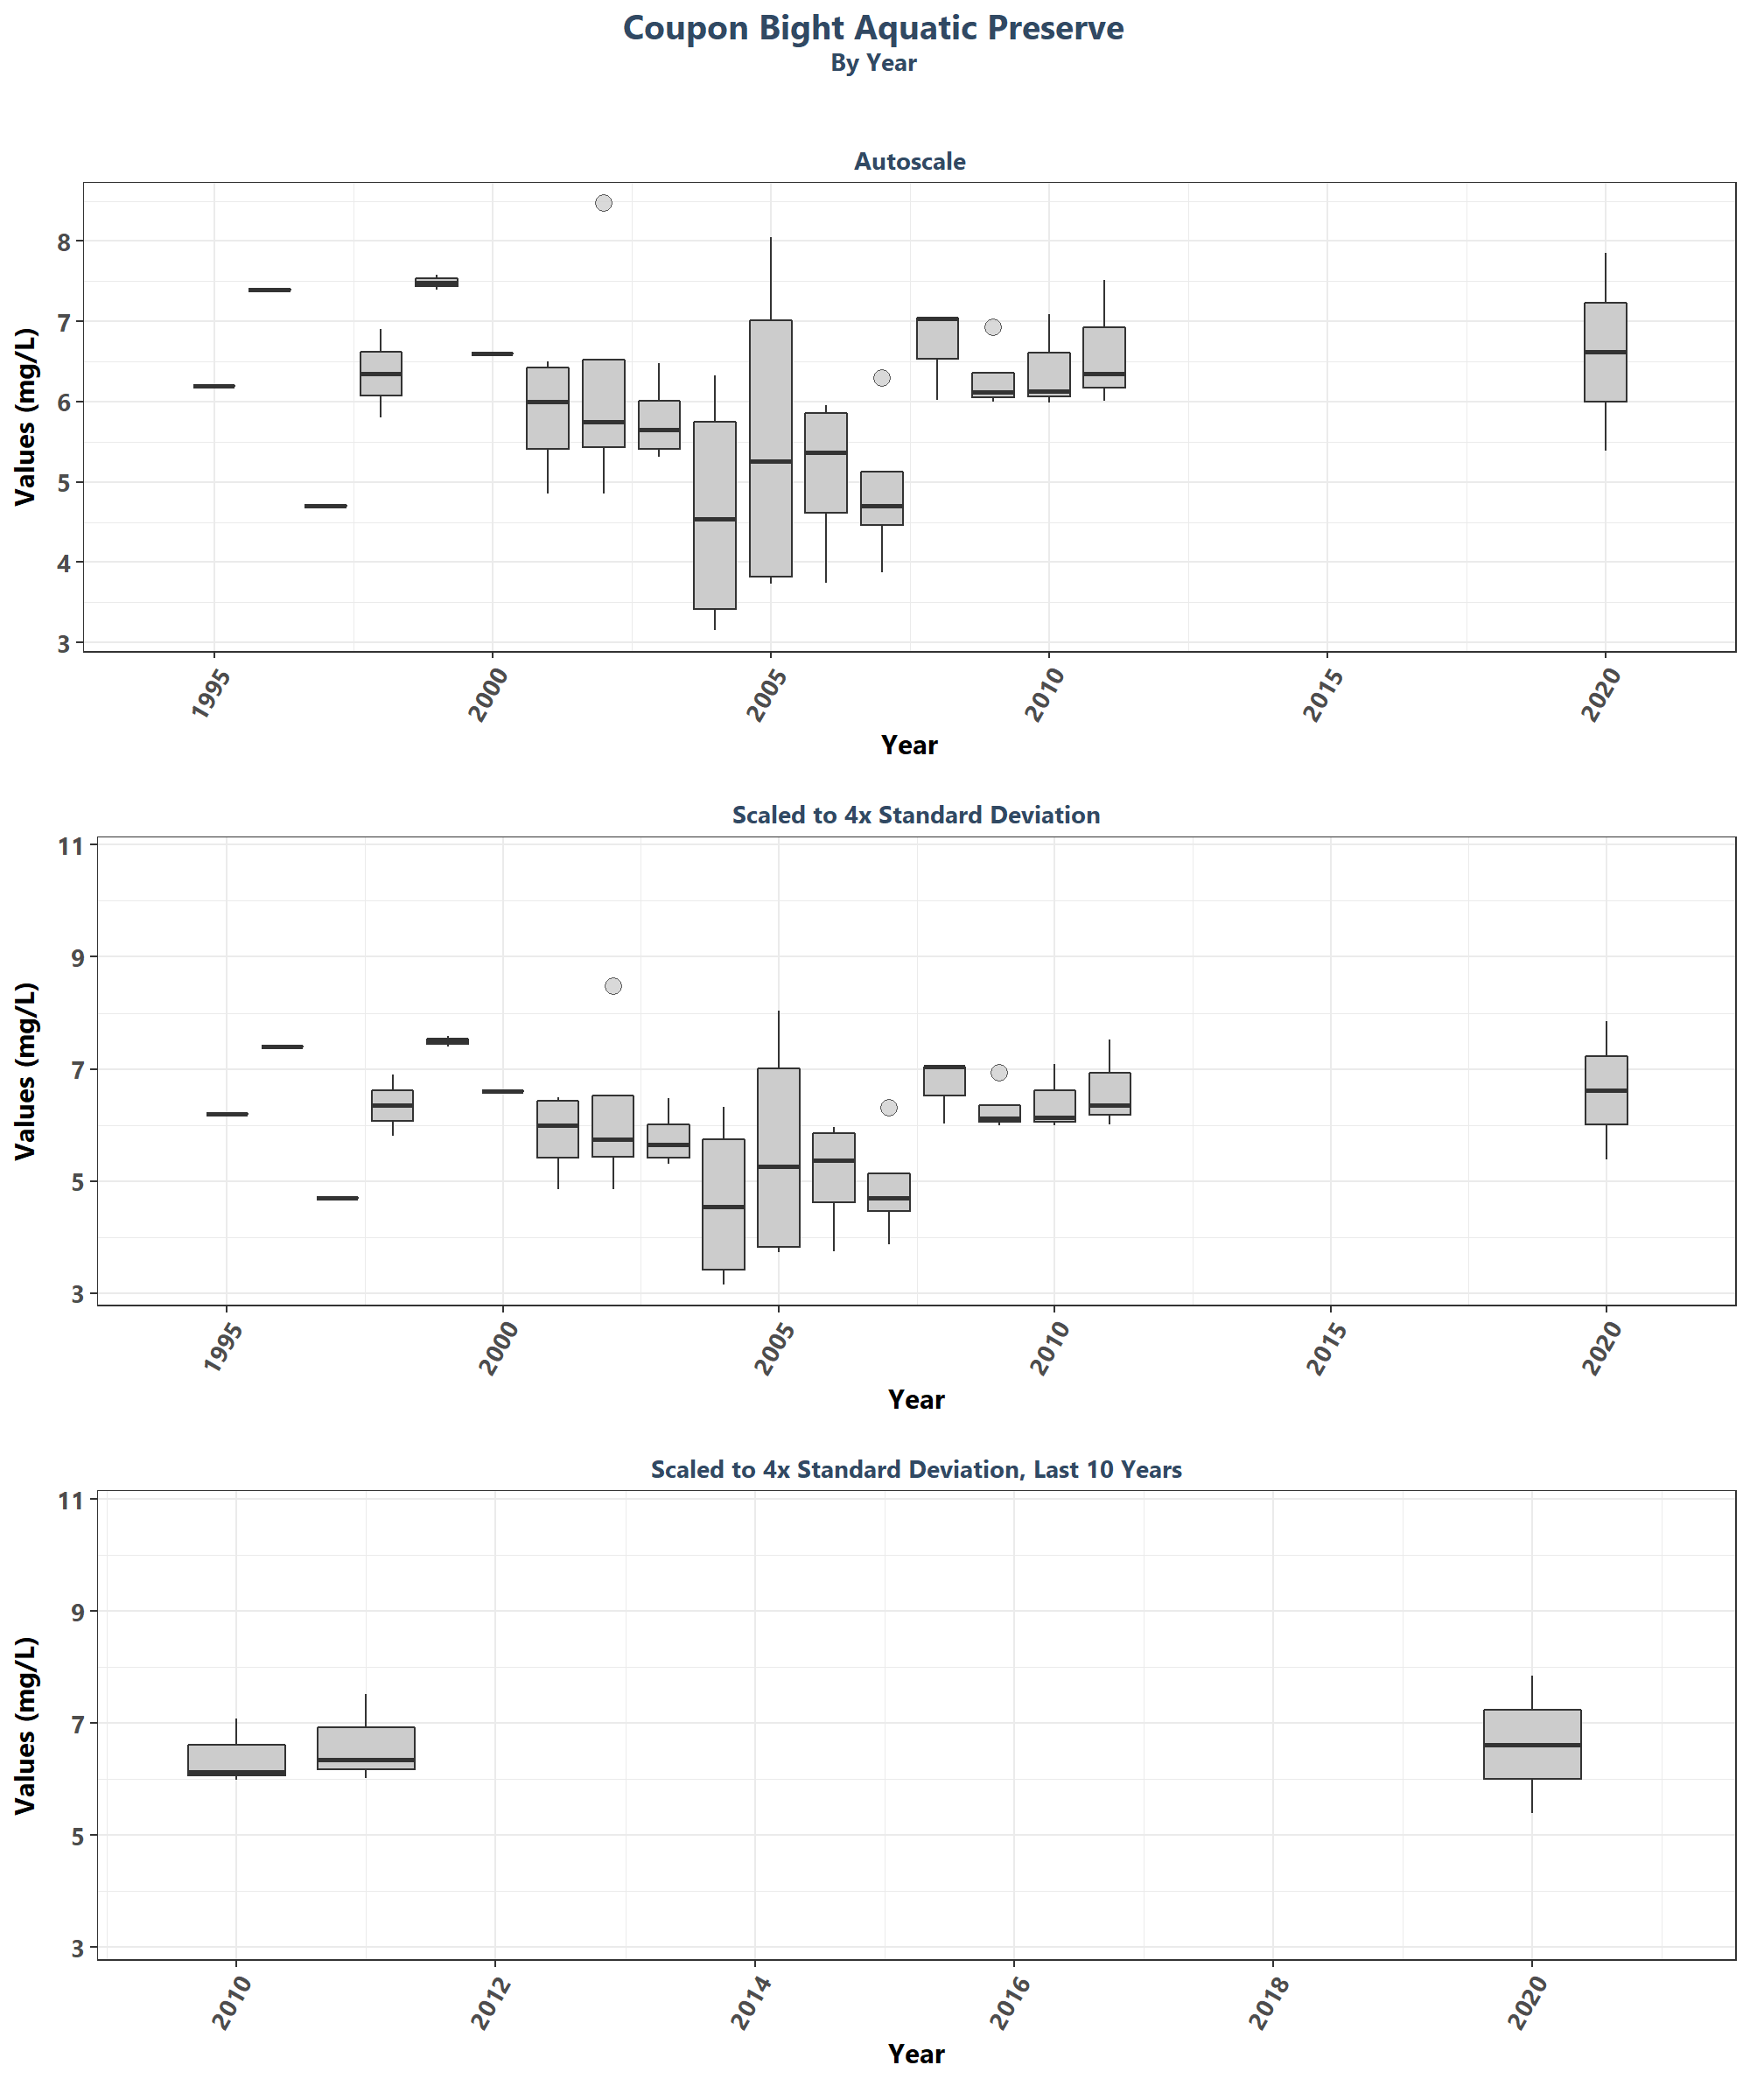 Coupon Bight Aquatic Preserve
By Year
Autoscale
Values (mg/L)
8
7
6
5
4
3
1995 2000 2005 2010 2015 2020
Year
Scaled to 4x Standard Deviation
Values (mg/L)
11
9
7
5
3
1995 2000 2005 2010 2015 2020
Year
Scaled to 4x Standard Deviation, Last 10 Years
Values (mg/L)
11
9
7
5
3
2010 2012 2014 2016 2018 2020
Year